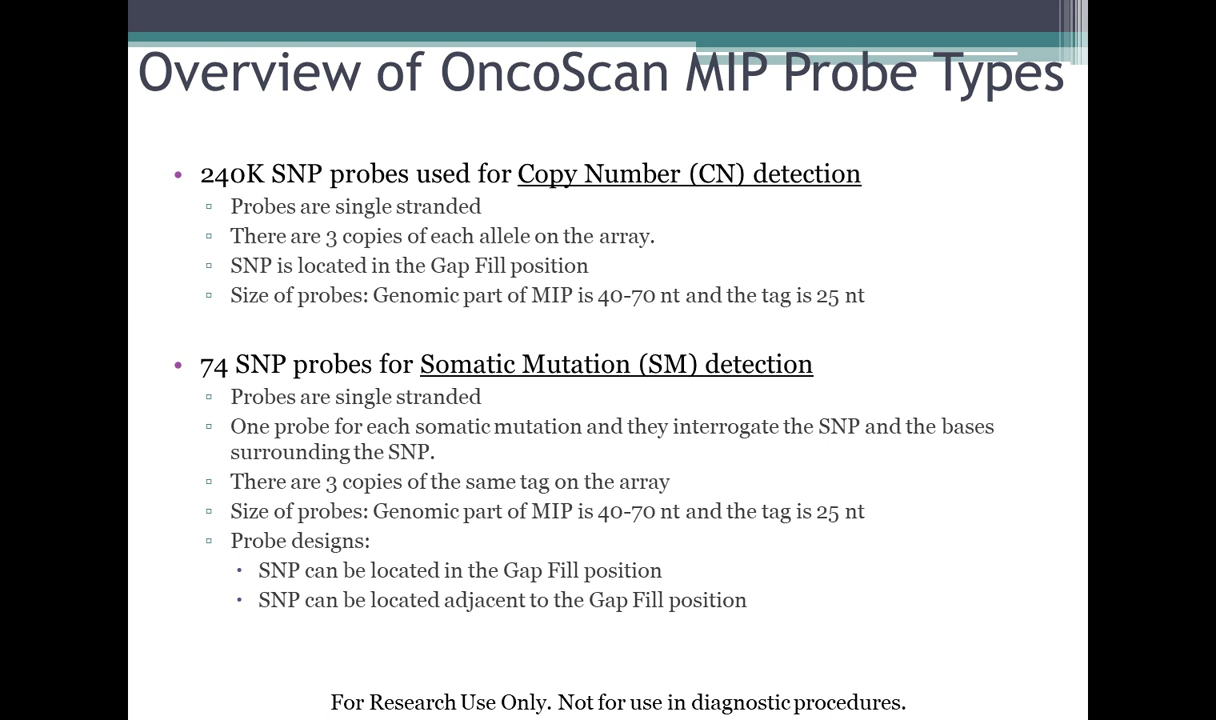 Overview of OncoScan MIP Probe Types
• 240K SNP probes used for Copy Number (CN) detection
▫ Probes are single stranded
▫ There are 3 copies of each allele on the array.
▫ SNP is located in the Gap Fill position
▫ Size of probes: Genomic part of MIP is 40-70 nt and the tag is 25 nt
• 74 SNP probes for Somatic Mutation (SM) detection
▫ Probes are single stranded
▫ One probe for each somatic mutation and they interrogate the SNP and the bases
surrounding the SNP.
▫ There are 3 copies of the same tag on the array
▫ Size of probes: Genomic part of MIP is 40-70 nt and the tag is 25 nt
▫ Probe designs:
• SNP can be located in the Gap Fill position
• SNP can be located adjacent to the Gap Fill position
For Research Use Only. Not for use in diagnostic procedures.